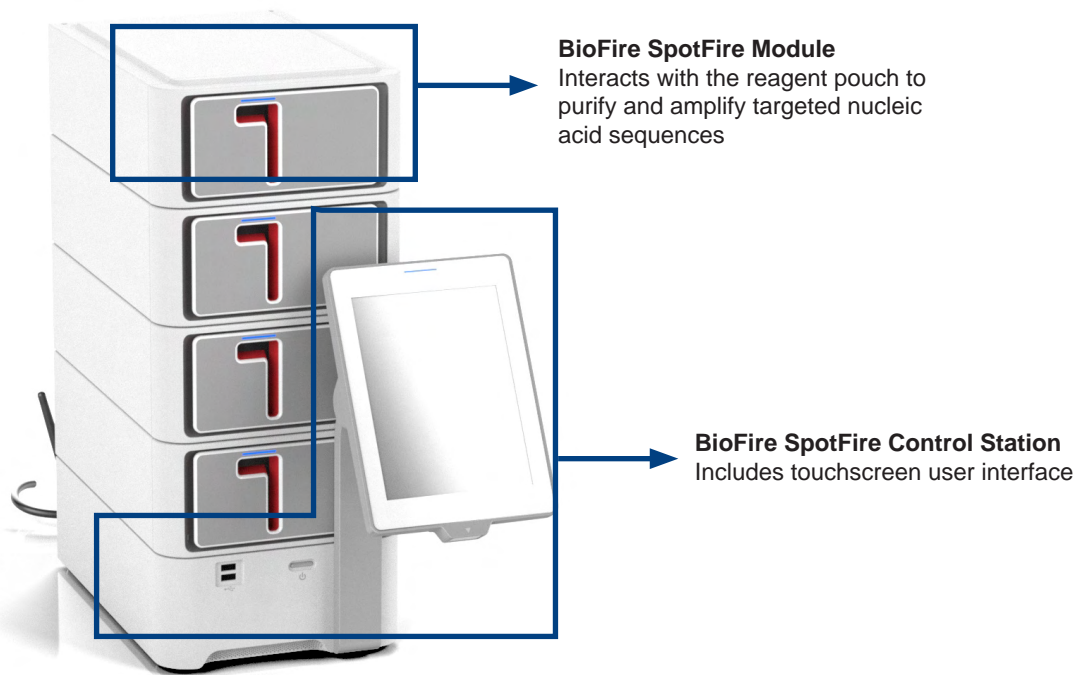 BioFire SpotFire Module
Interacts with the reagent pouch to
purify and amplify targeted nucleic
acid sequences
BioFire SpotFire Control Station
Includes touchscreen user interface